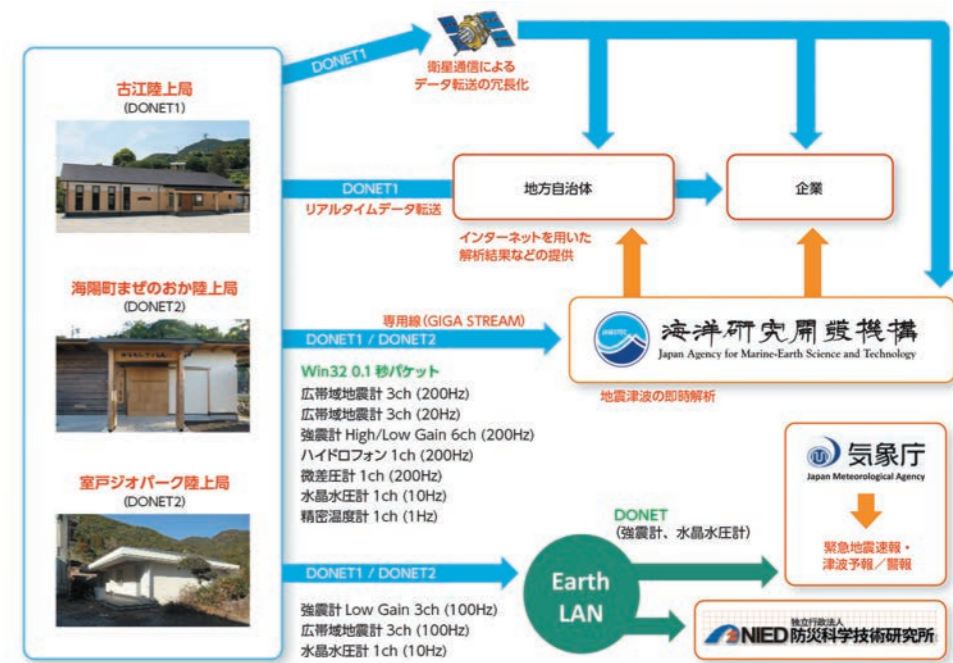 古江陸上局
(DONET1)
海陽町まぜのおか陸上局
(DONET2)
室戸ジオパーク陸上局
(DONET2)
DONET1
衛星通信による
データ転送の冗長化
DONET1
リアルタイムデータ転送
地方自治体
企業
インターネットを用いた
解析結果などの提供
専用線(GIGA STREAM)
DONET1 / DONET2
Win32 0.1 秒パケット
広帯域地震計 3ch (200Hz)
広帯域地震計 3ch (20Hz)
強震計 High/Low Gain 6ch (200Hz)
ハイドロフォン 1ch (200Hz)
微差圧計 1ch (200Hz)
水晶水圧計 1ch (10Hz)
精密温度計 1ch (1Hz)
JAMSTEC
海洋研究開発機構
Japan Agency for Marine-Earth Science and Technology
地震津波の即時解析
気象庁
Japan Meteorological Agency
緊急地震速報・
津波予報／警報
DONET
(強震計、水晶水圧計)
DONET1 / DONET2
強震計 Low Gain 3ch (100Hz)
広帯域地震計 3ch (100Hz)
水晶水圧計 1ch (10Hz)
Earth
LAN
独立行政法人
NIED 防災科学技術研究所